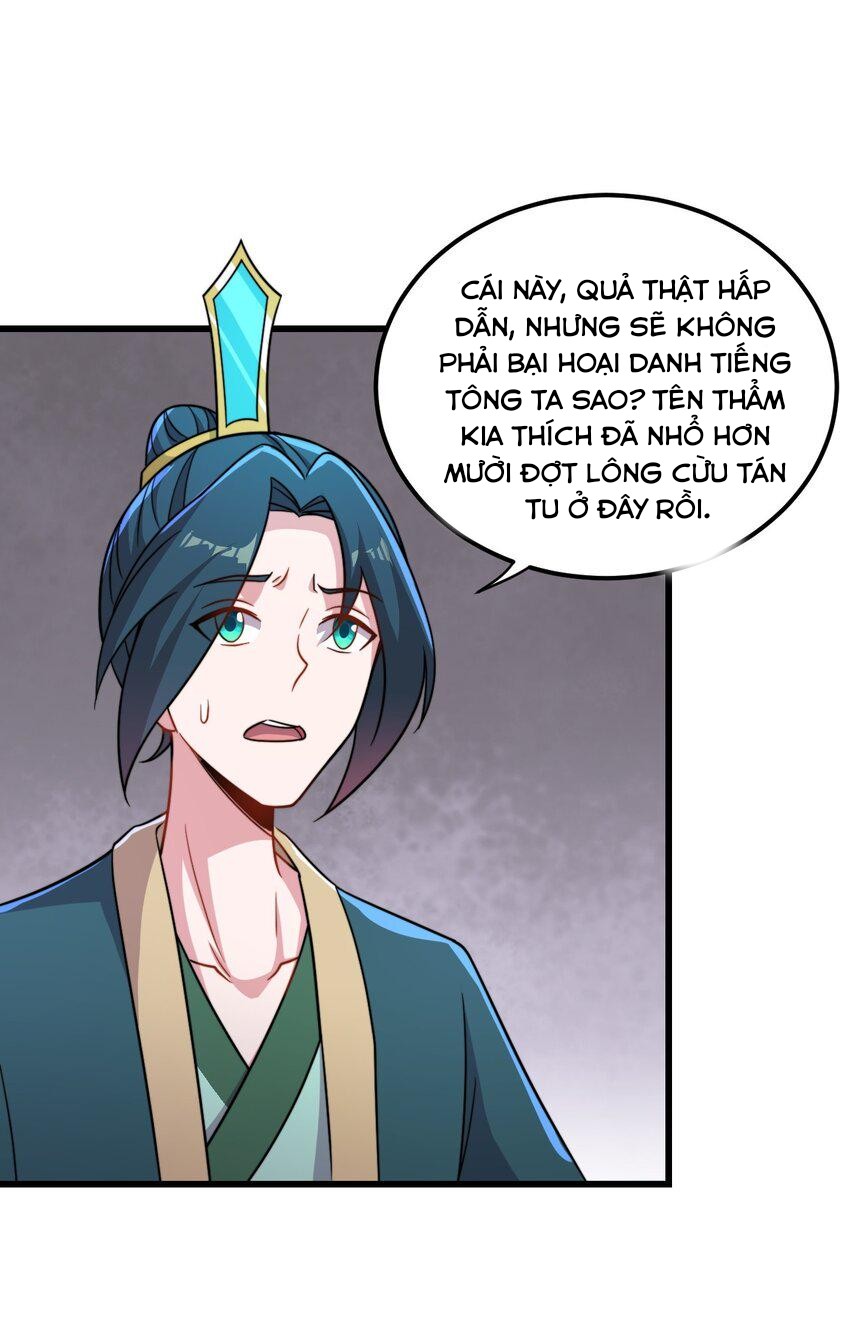 CÁI NÀY, QUẢ THẬT HẤP
DẪN, NHƯNG SẼ KHÔNG
PHẢI BẠI HOẠI DANH TIẾNG
TÔNG TA SAO? TÊN THẨM
KIA THÍCH ĐÃ NHỔ HƠN
MƯỜI ĐỢT LÔNG CỪU TÁN
TU Ở ĐÂY RỒI.